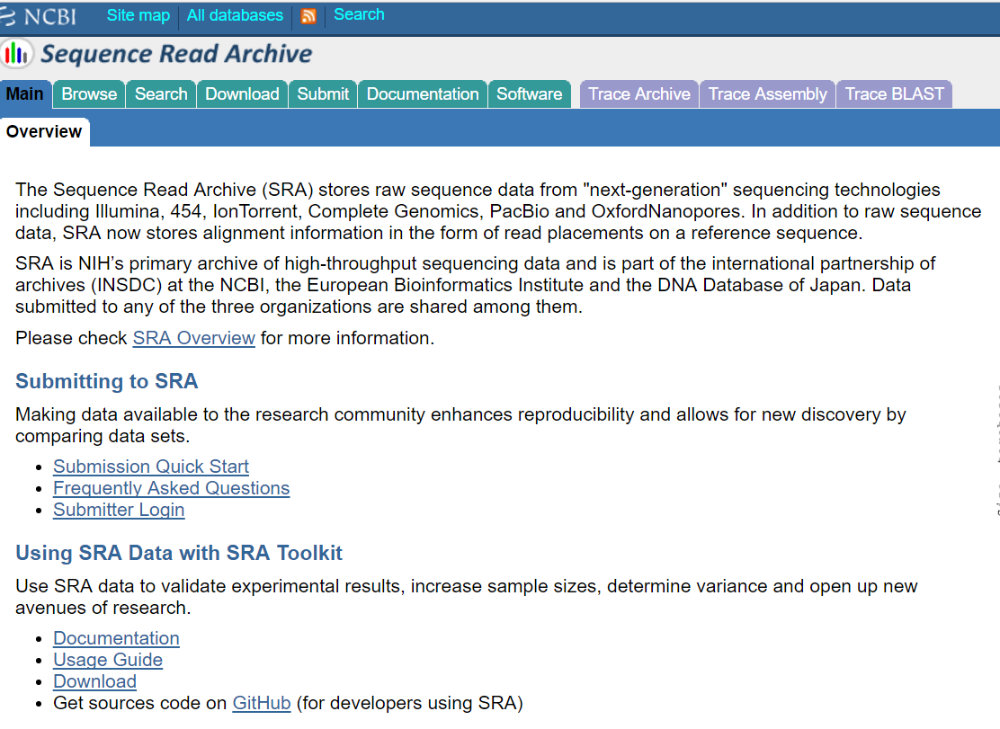 NCBI Site map All databases Search
Sequence Read Archive
Main Browse Search Download Submit Documentation Software Trace Archive Trace Assembly Trace BLAST
Overview
The Sequence Read Archive (SRA) stores raw sequence data from "next-generation" sequencing technologies
including Illumina, 454, IonTorrent, Complete Genomics, PacBio and OxfordNanopores. In addition to raw sequence
data, SRA now stores alignment information in the form of read placements on a reference sequence.
SRA is NIH’s primary archive of high-throughput sequencing data and is part of the international partnership of
archives (INSDC) at the NCBI, the European Bioinformatics Institute and the DNA Database of Japan. Data
submitted to any of the three organizations are shared among them.
Please check SRA Overview for more information.
Submitting to SRA
Making data available to the research community enhances reproducibility and allows for new discovery by
comparing data sets.
• Submission Quick Start
• Frequently Asked Questions
• Submitter Login
Using SRA Data with SRA Toolkit
Use SRA data to validate experimental results, increase sample sizes, determine variance and open up new
avenues of research.
• Documentation
• Usage Guide
• Download
• Get sources code on GitHub (for developers using SRA)